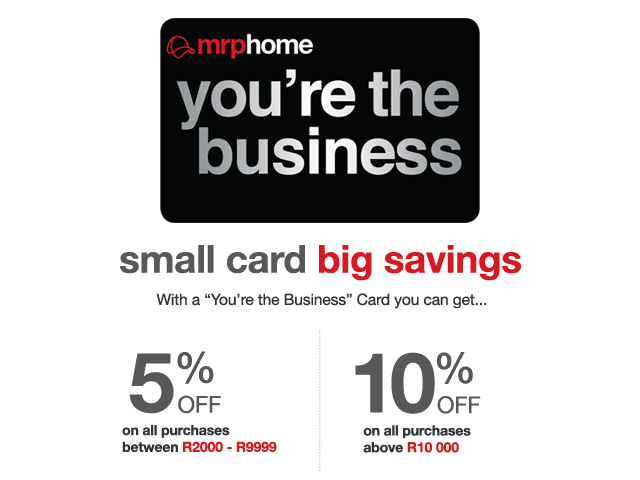 mrphome
you’re the
business
small card big savings
With a “You’re the Business” Card you can get...
5%
OFF
on all purchases
between R2000 - R9999
10%
OFF
on all purchases
above R10 000